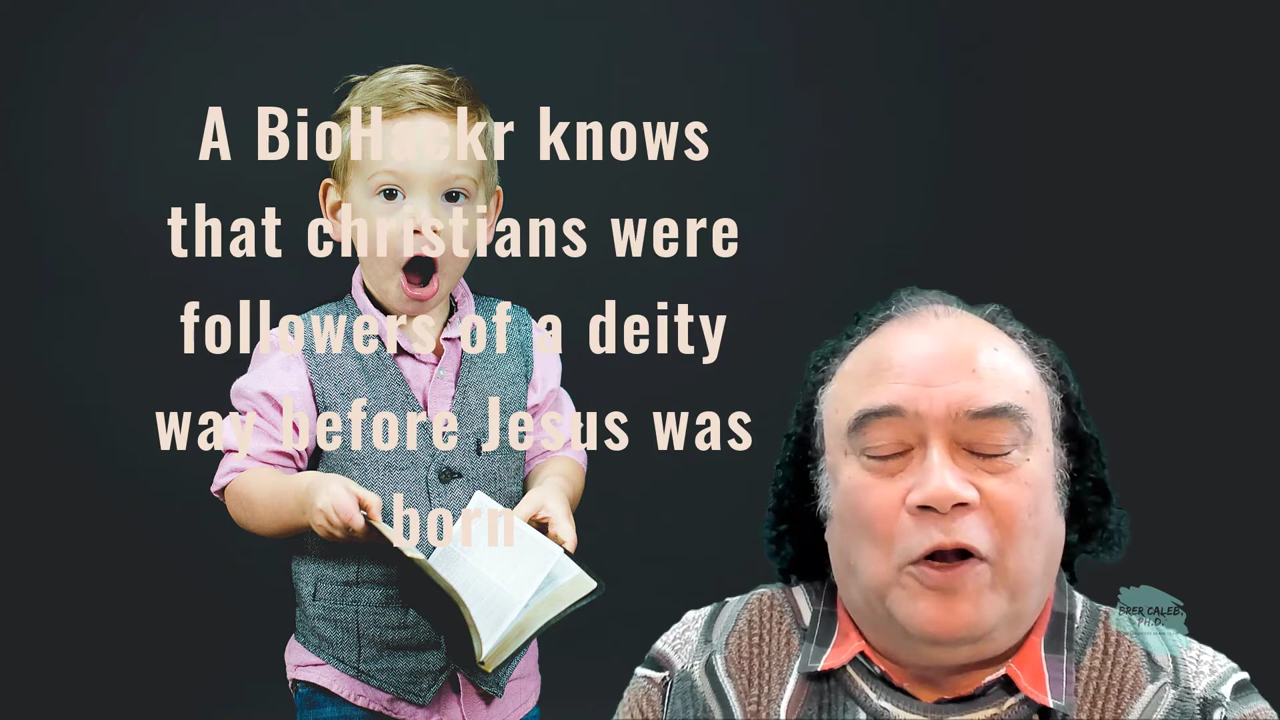 A BioHackr knows
that christians were
followers of a deity
way before Jesus was
born
BRER CALEB,
PH.D.